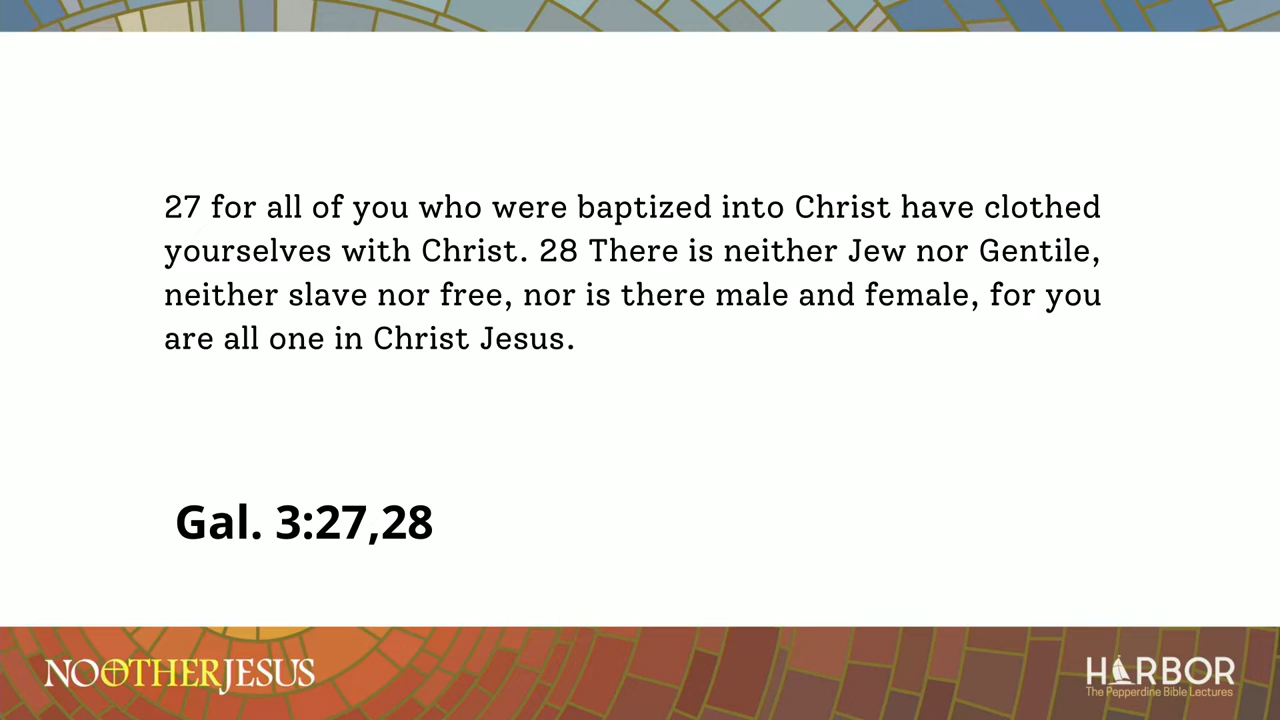 27 for all of you who were baptized into Christ have clothed
yourselves with Christ. 28 There is neither Jew nor Gentile,
neither slave nor free, nor is there male and female, for you
are all one in Christ Jesus.
Gal. 3:27,28
NOOTHERJESUS
HARBOR
The Pepperdine Bible Lectures